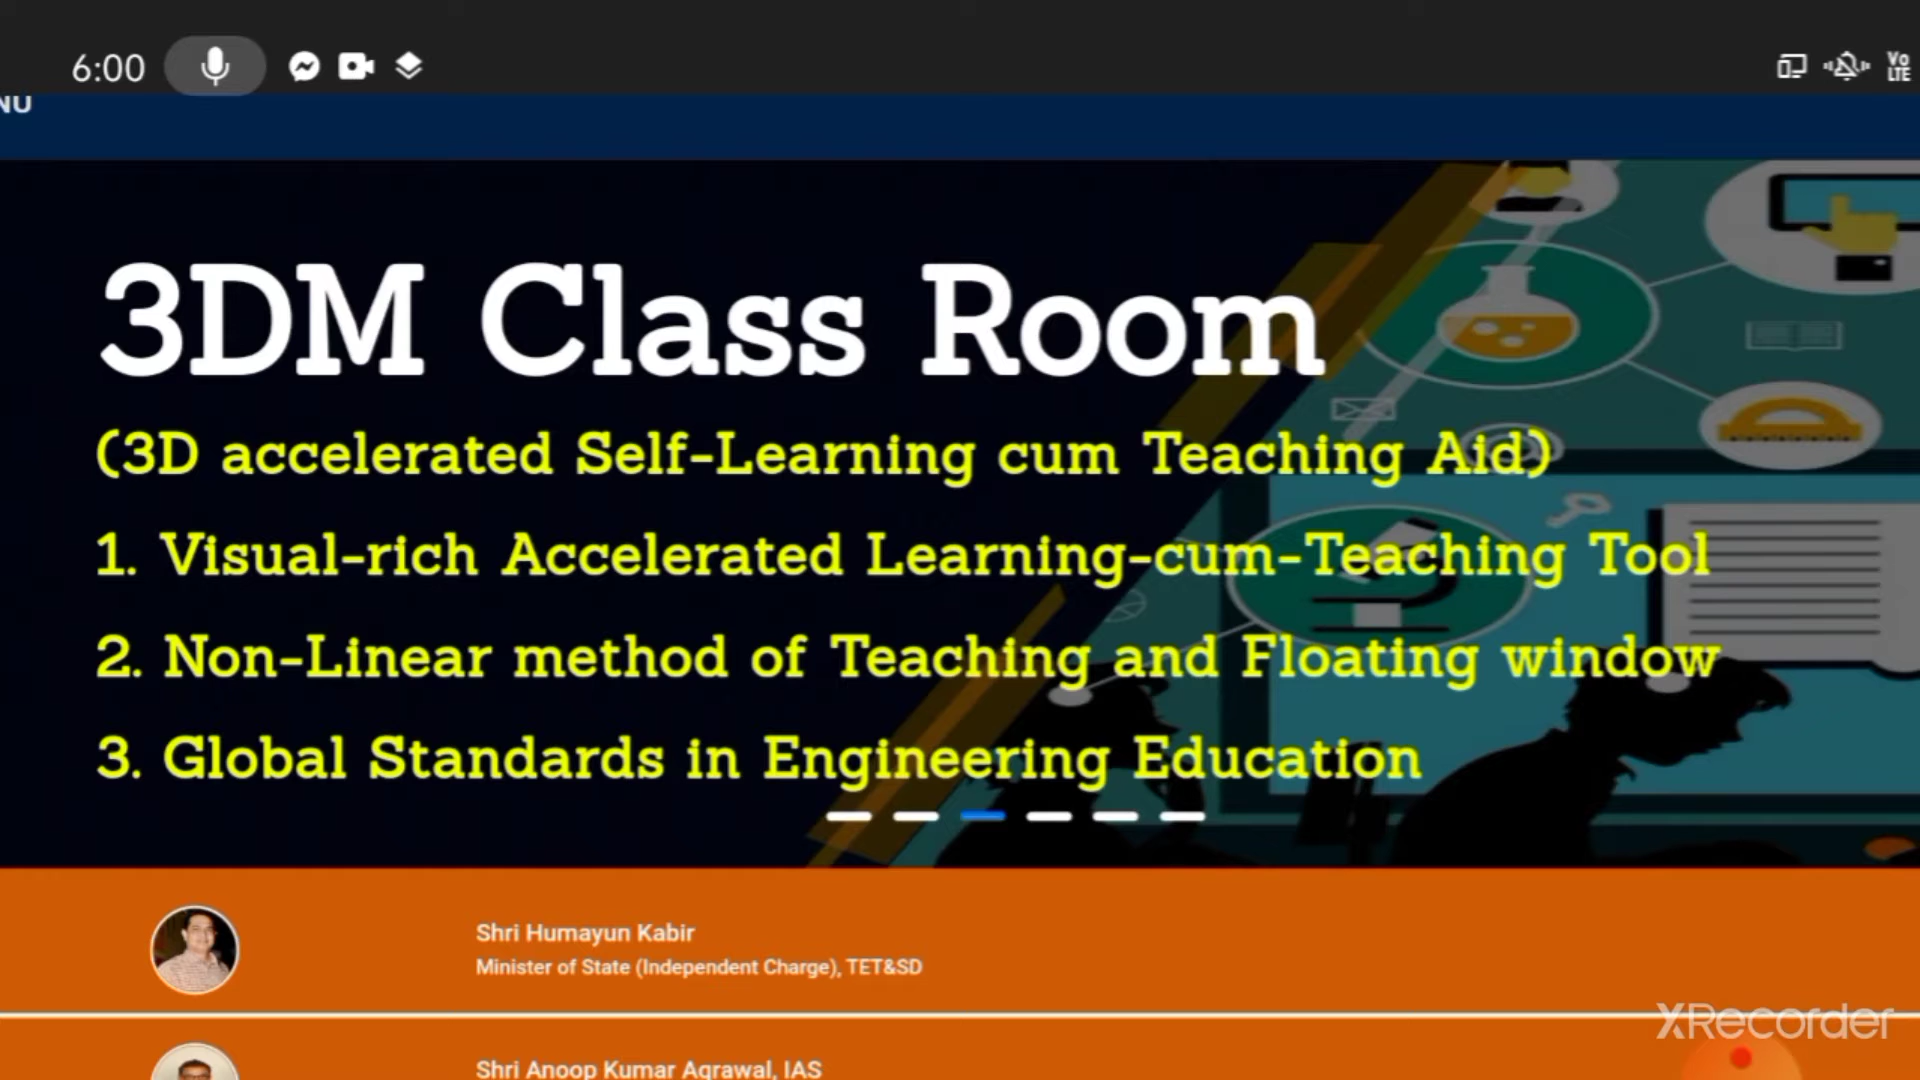 6:00
Vo
LTE
NU
3DM Class Room
(3D accelerated Self-Learning cum Teaching Aid)
1. Visual-rich Accelerated Learning-cum-Teaching Tool
2. Non-Linear method of Teaching and Floating window
3. Global Standards in Engineering Education
Shri Humayun Kabir
Minister of State (Independent Charge), TET&SD
Shri Anoop Kumar Agrawal, IAS
XRecorder